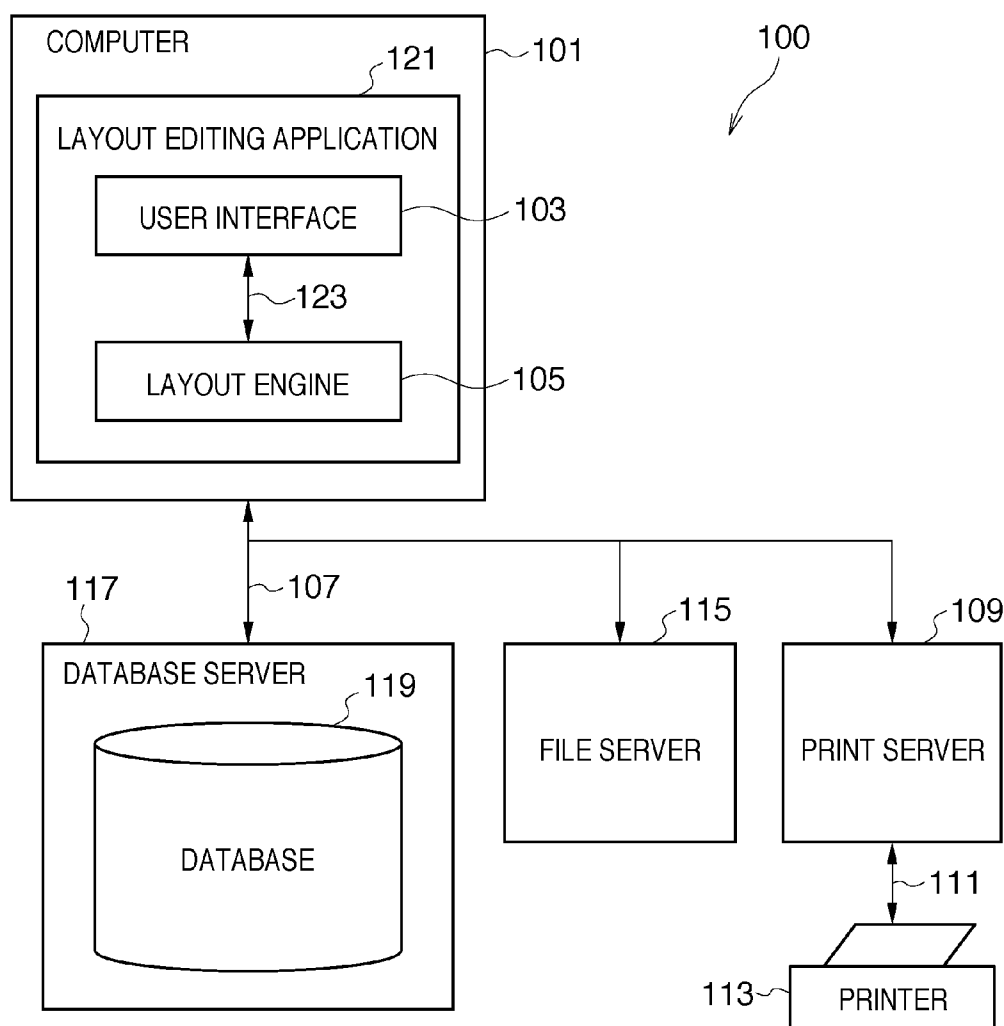 COMPUTER
101
100
121
LAYOUT EDITING APPLICATION
USER INTERFACE
103
123
LAYOUT ENGINE
105
107
117
115
109
DATABASE SERVER
119
DATABASE
FILE SERVER
PRINT SERVER
111
113
PRINTER